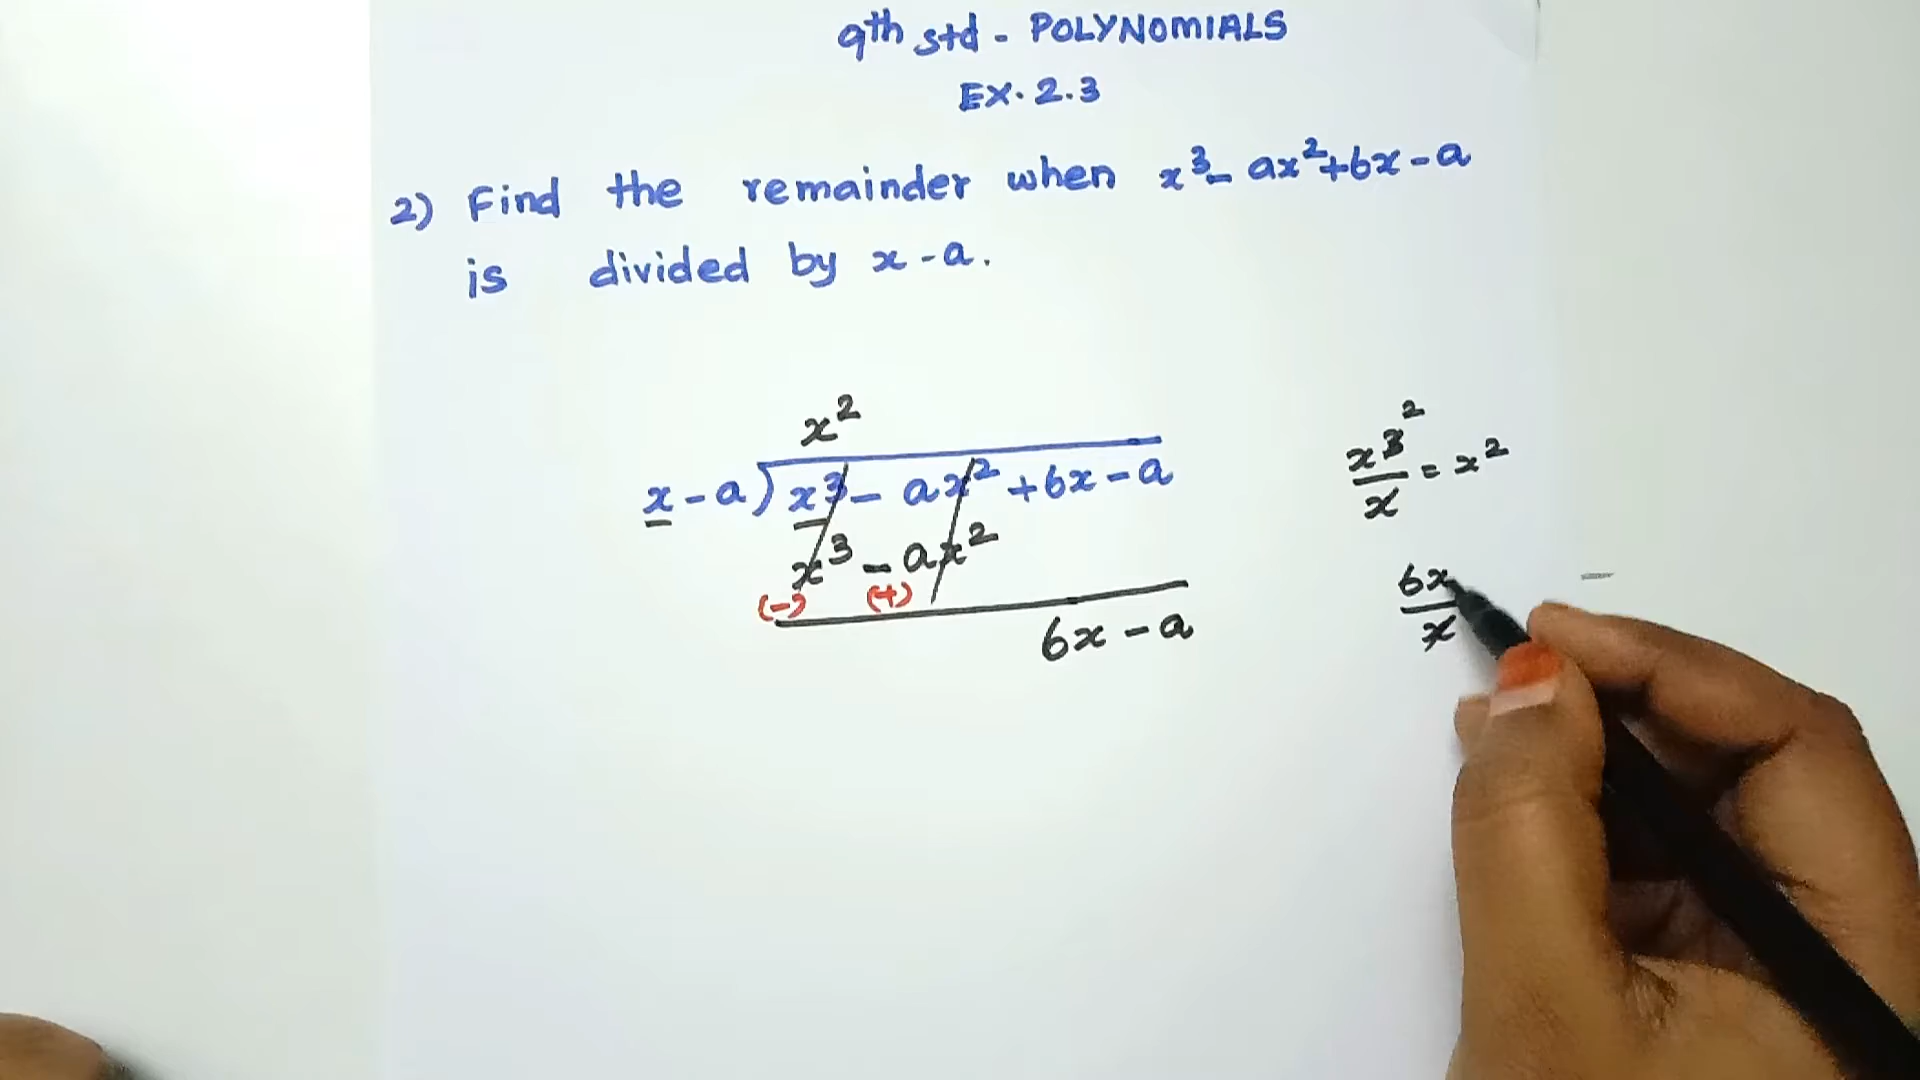 9th std - POLYNOMIALS
EX. 2.3
2) Find the remainder when x³ - ax² + 6x - a
is divided by x - a.
x²
x - a ) x³ - ax² + 6x - a
x³ - ax²
(-) (+)
6x - a
x³ 2
/ x = x²
6x
/ x